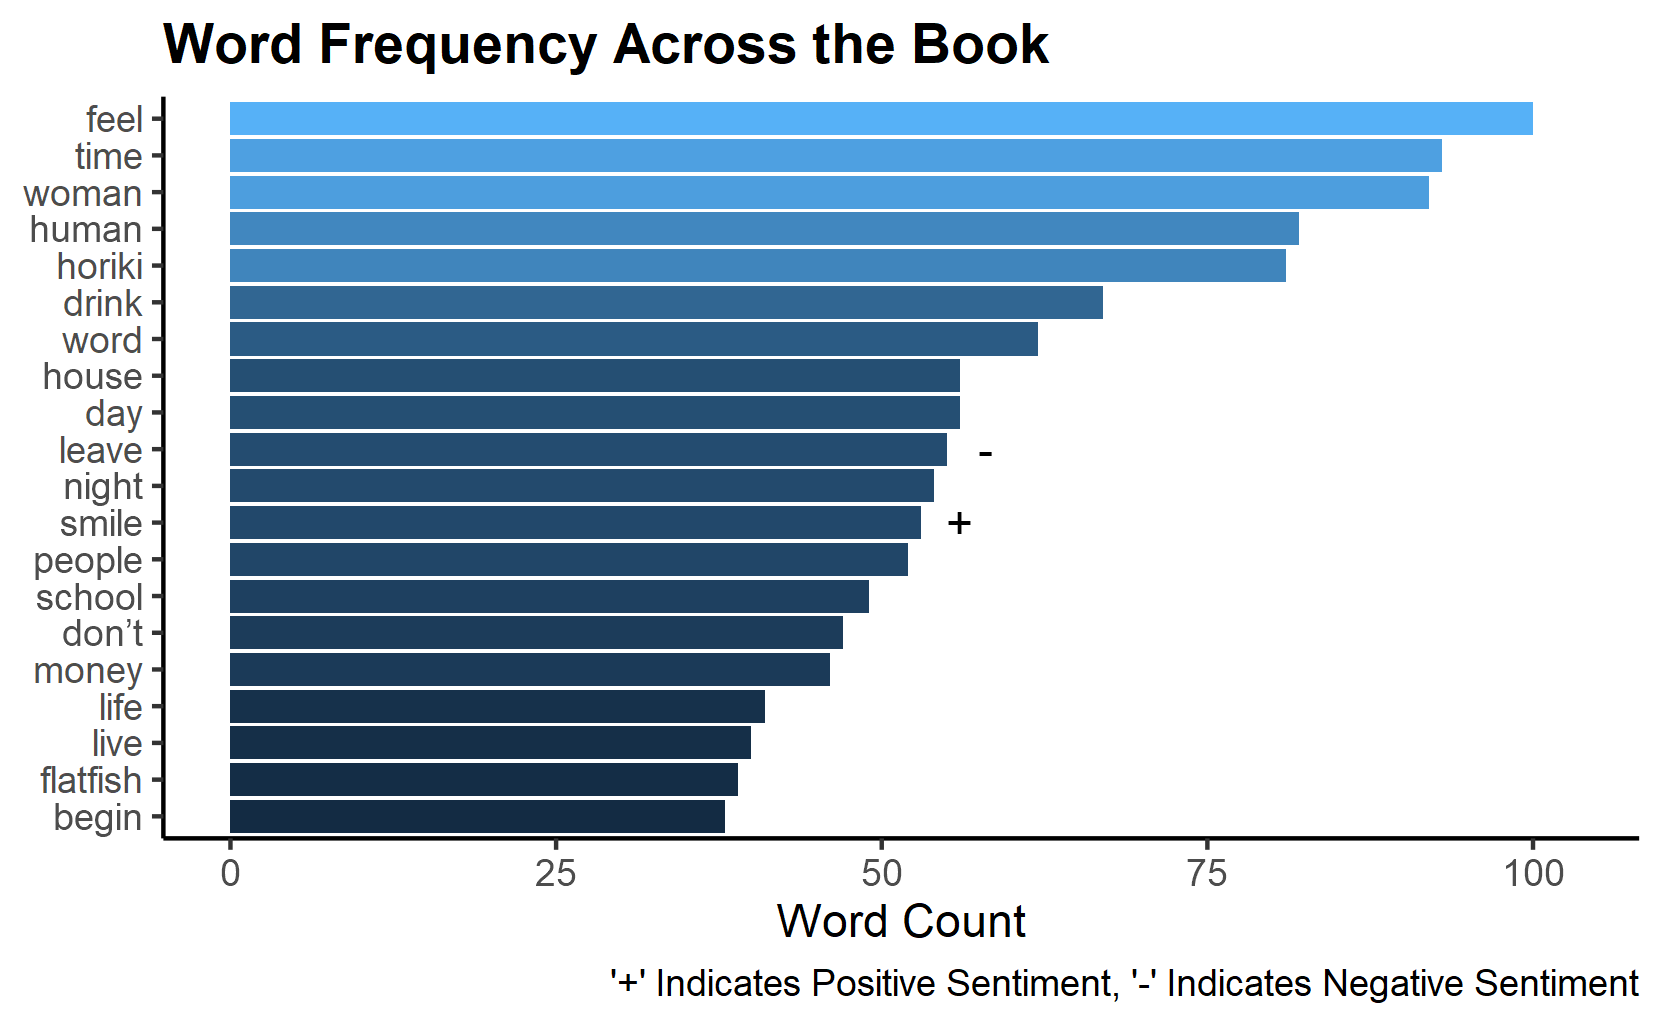 Word Frequency Across the Book
feel
time
woman
human
horiki
drink
word
house
day
leave
-
night
smile
+
people
school
don’t
money
life
live
flatfish
begin
0 25 50 75 100
Word Count
'+' Indicates Positive Sentiment, '-' Indicates Negative Sentiment